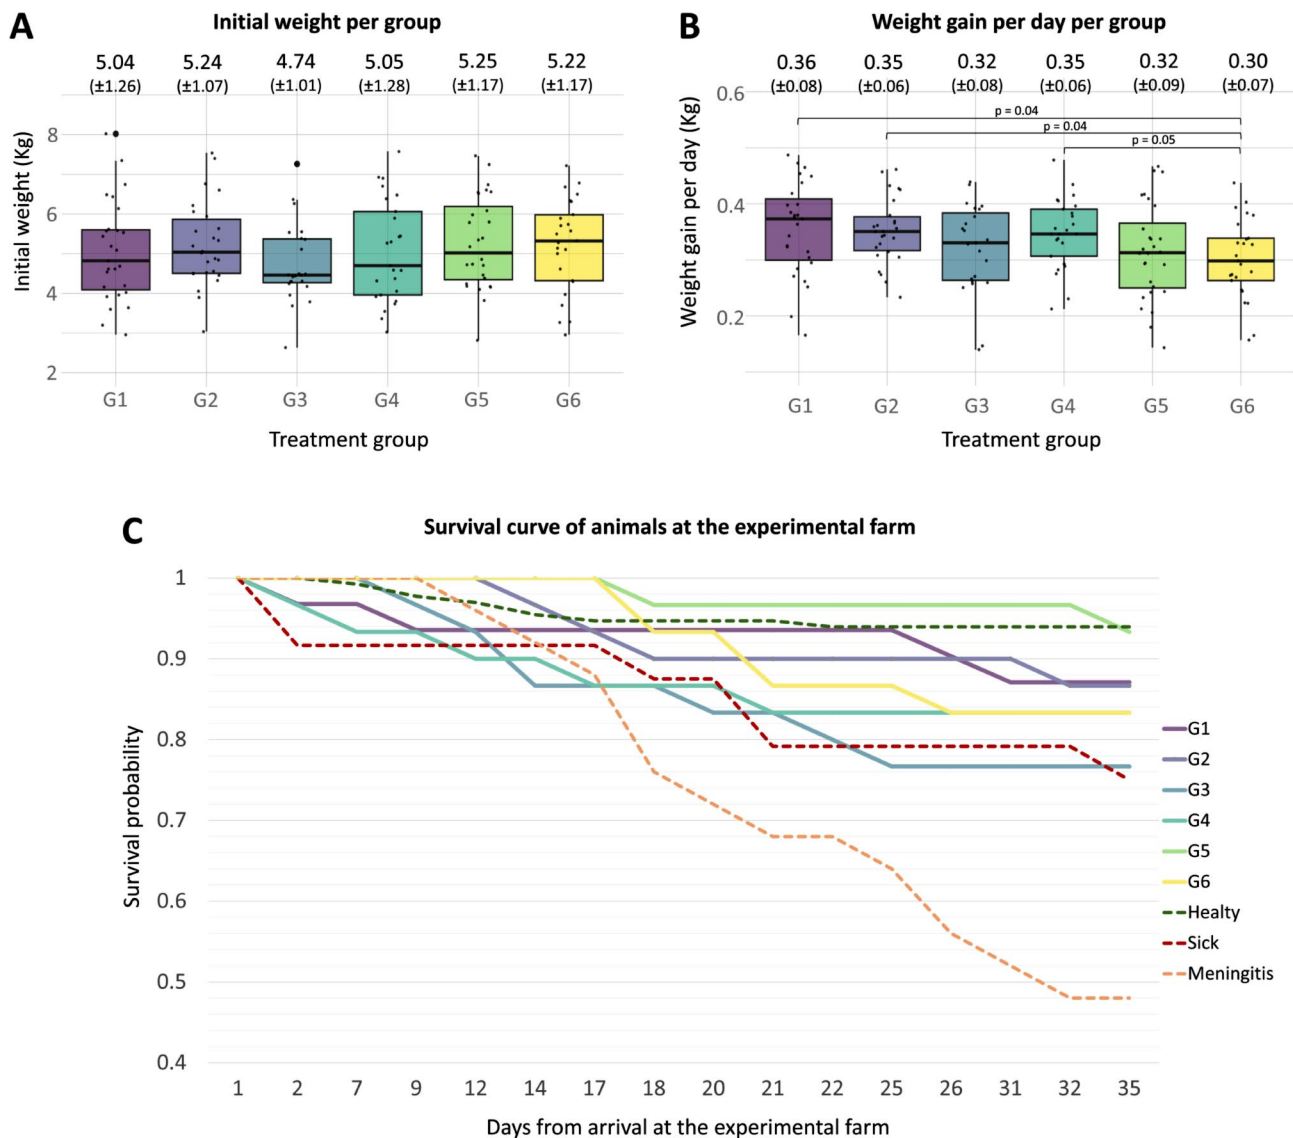 A
Initial weight per group
5.04 5.24 4.74 5.05 5.25 5.22
(±1.26) (±1.07) (±1.01) (±1.28) (±1.17) (±1.17)
Initial weight (Kg)
8
6
4
2
G1 G2 G3 G4 G5 G6
Treatment group
B
Weight gain per day per group
0.36 0.35 0.32 0.35 0.32 0.30
(±0.08) (±0.06) (±0.08) (±0.06) (±0.09) (±0.07)
Weight gain per day (Kg)
0.6
p = 0.04
p = 0.04
p = 0.05
0.4
0.2
G1 G2 G3 G4 G5 G6
Treatment group
C
Survival curve of animals at the experimental farm
Survival probability
1
0.9
0.8
0.7
0.6
0.5
0.4
G1
G2
G3
G4
G5
G6
Healty
Sick
Meningitis
1 2 7 9 12 14 17 18 20 21 22 25 26 31 32 35
Days from arrival at the experimental farm